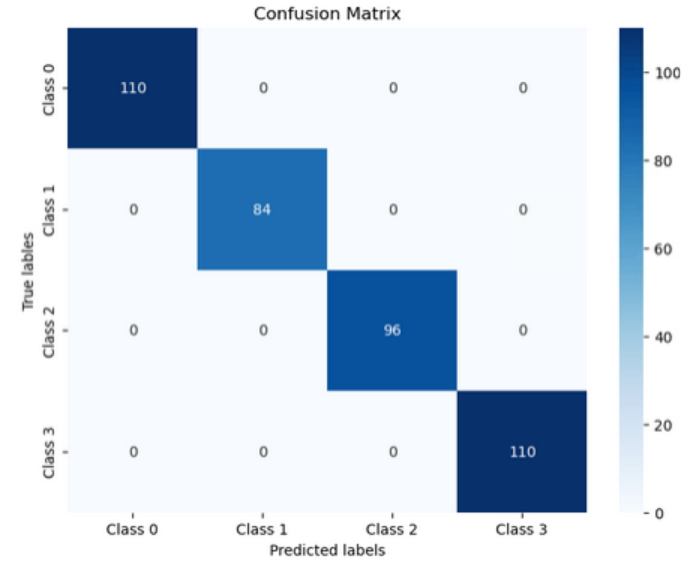 Confusion Matrix
Class 0
110 0 0 0
100
Class 1
0 84 0 0
80
True lables
60
Class 2
0 0 96 0
40
Class 3
0 0 0 110
20
0
Class 0 Class 1 Class 2 Class 3
Predicted labels